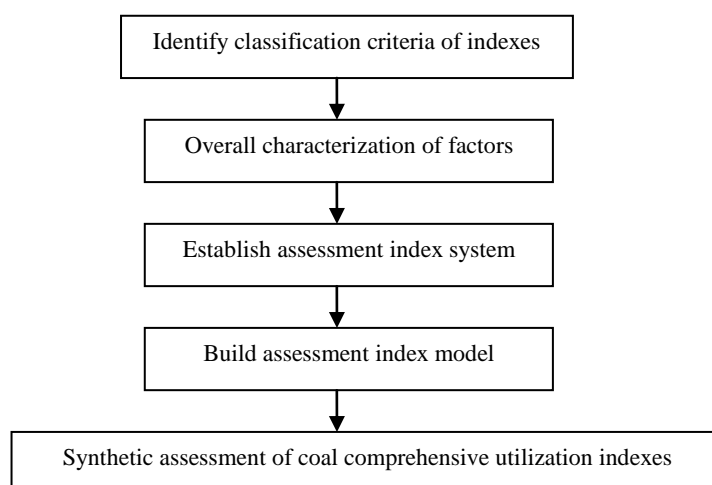 Identify classification criteria of indexes
Overall characterization of factors
Establish assessment index system
Build assessment index model
Synthetic assessment of coal comprehensive utilization indexes